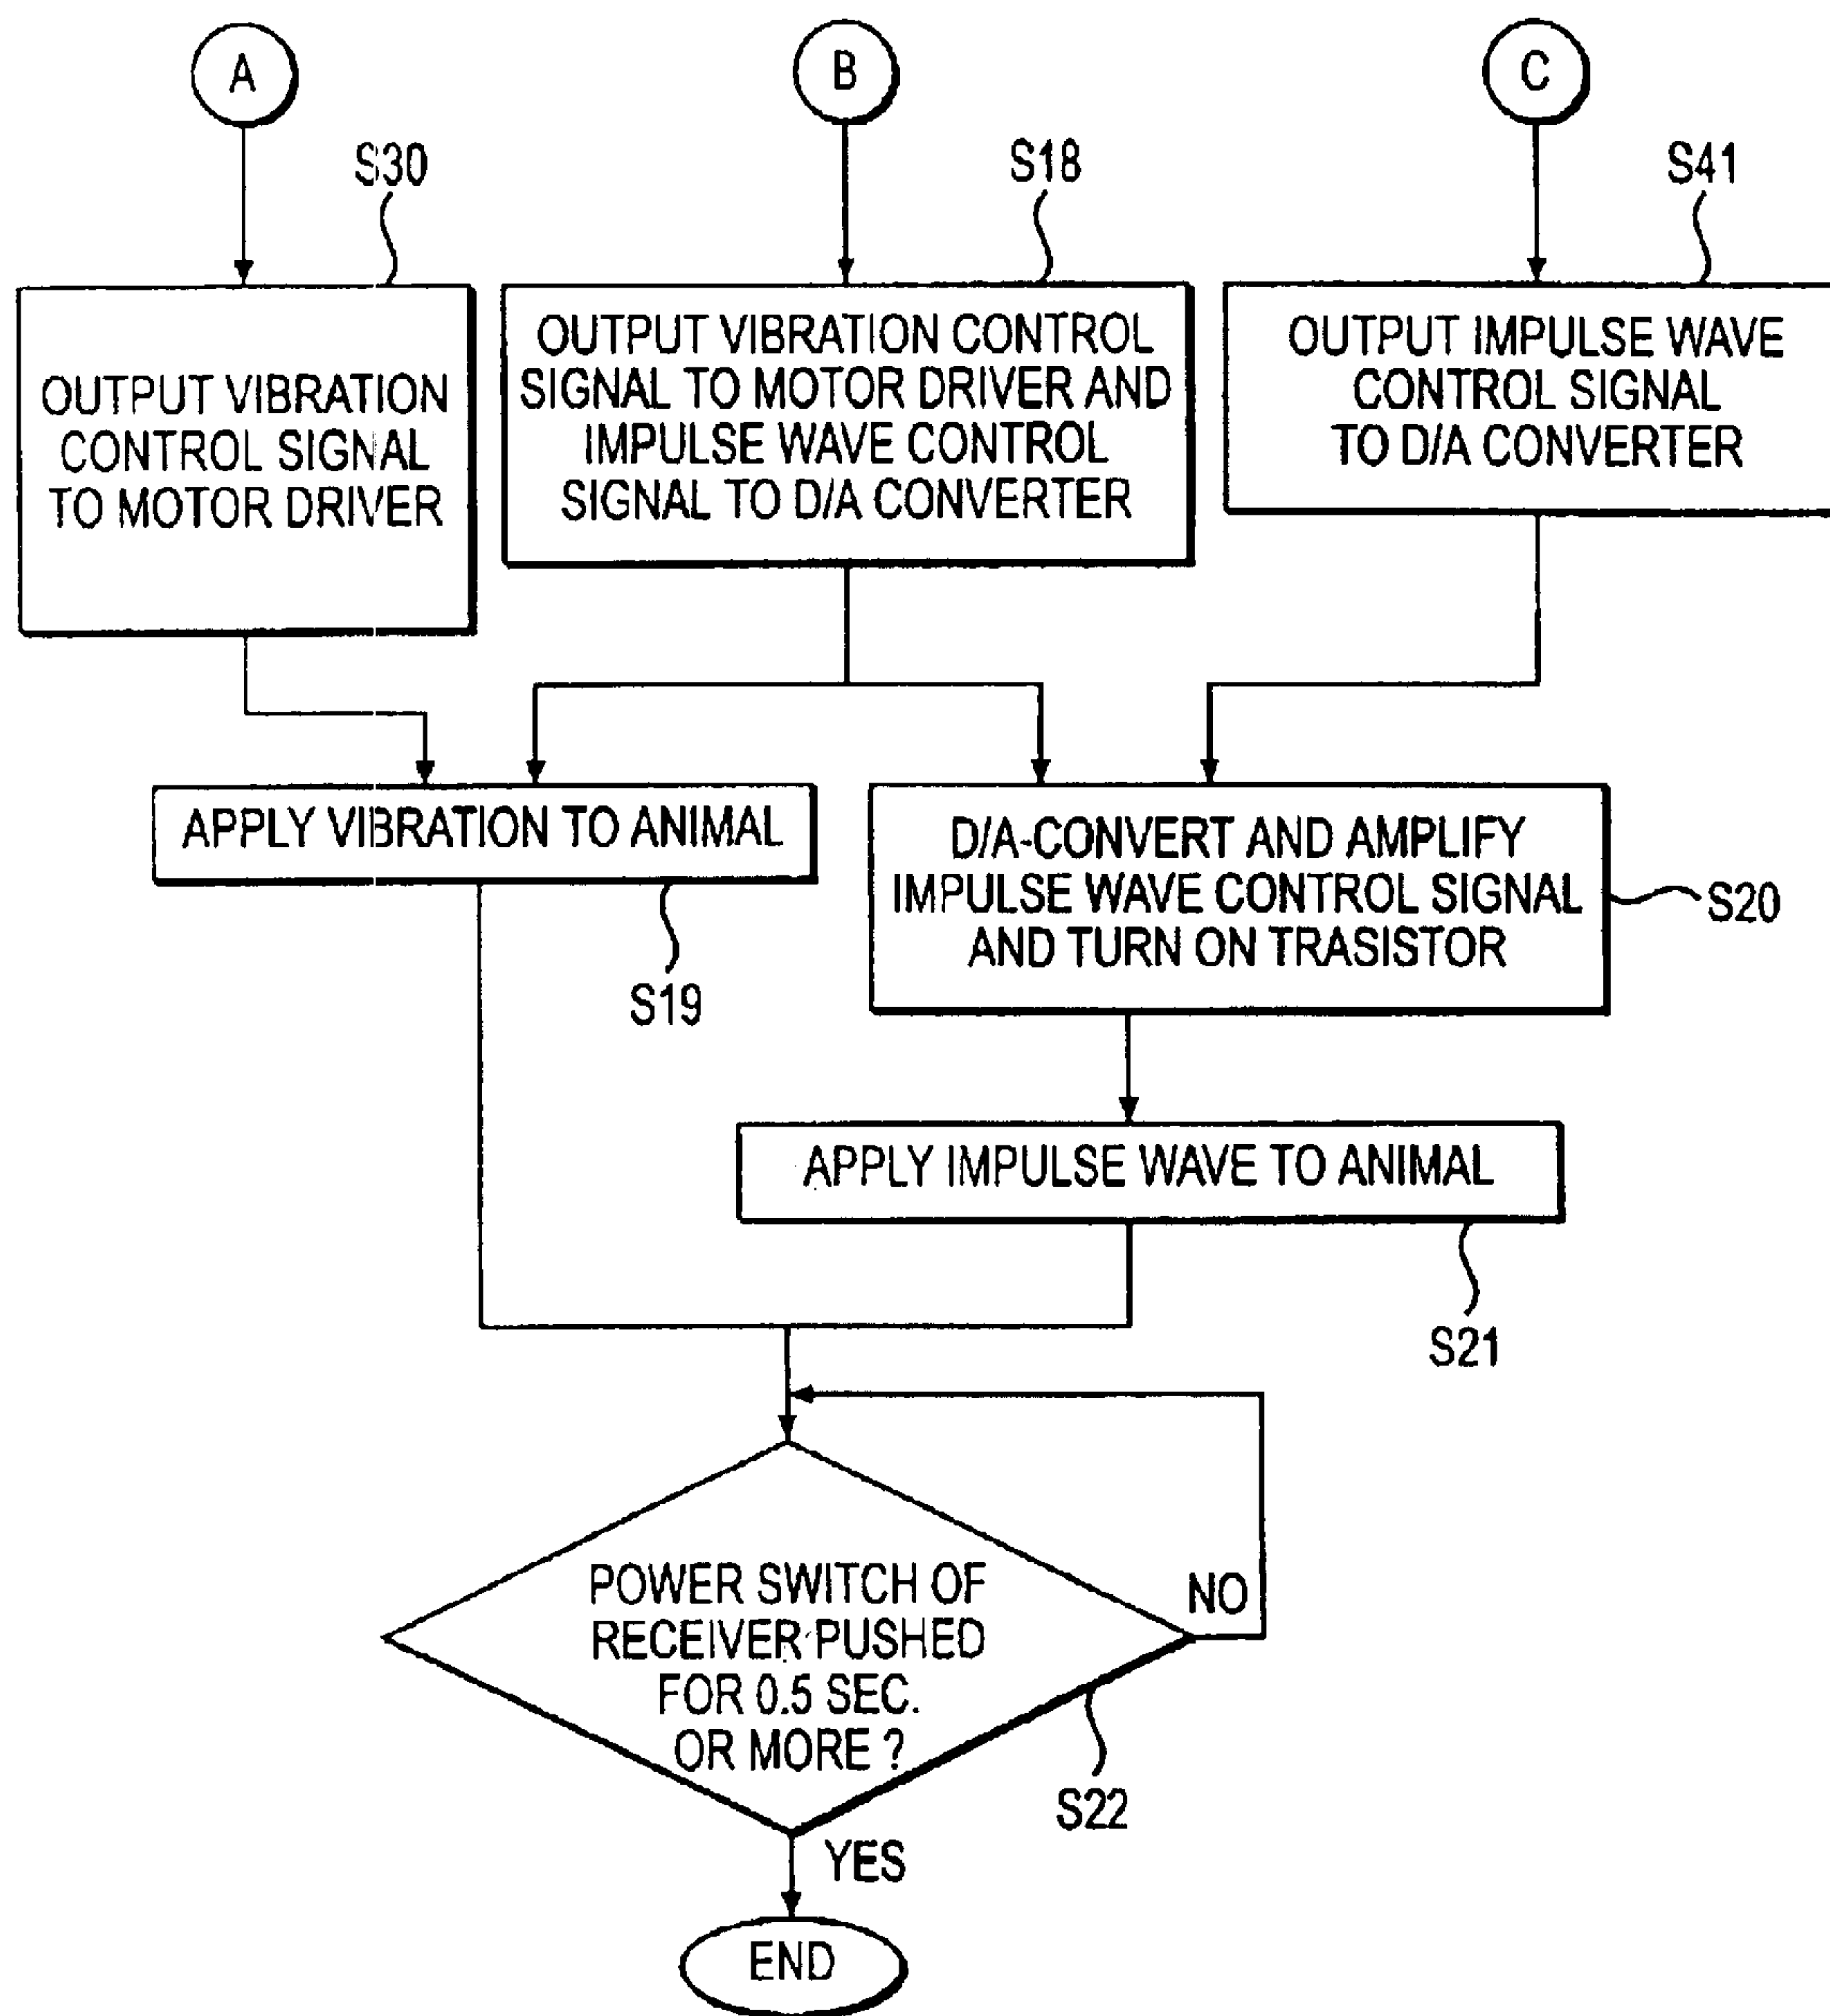 A
B
C
S30
S18
S41
OUTPUT VIBRATION
CONTROL SIGNAL
TO MOTOR DRIVER
OUTPUT VIBRATION CONTROL
SIGNAL TO MOTOR DRIVER AND
IMPULSE WAVE CONTROL
SIGNAL TO D/A CONVERTER
OUTPUT IMPULSE WAVE
CONTROL SIGNAL
TO D/A CONVERTER
APPLY VIBRATION TO ANIMAL
S19
D/A-CONVERT AND AMPLIFY
IMPULSE WAVE CONTROL SIGNAL
AND TURN ON TRASISTOR
S20
APPLY IMPULSE WAVE TO ANIMAL
S21
POWER SWITCH OF
RECEIVER PUSHED
FOR 0.5 SEC.
OR MORE ?
NO
S22
YES
END